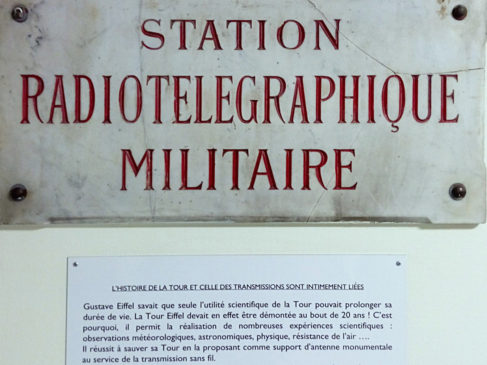 STATION
RADIOTELEGRAPHIQUE
MILITAIRE
L'HISTOIRE DE LA TOUR ET CELLE DES TRANSMISSIONS SONT INTIMEMENT LIÉES
Gustave Eiffel savait que seule l'utilité scientifique de la Tour pouvait prolonger sa
durée de vie. La Tour Eiffel devait en effet être démontée au bout de 20 ans ! C'est
pourquoi, il permit la réalisation de nombreuses expériences scientifiques :
observations météorologiques, astronomiques, physique, résistance de l'air ….
Il réussit à sauver sa Tour en la proposant comme support d'antenne monumentale
au service de la transmission sans fil.